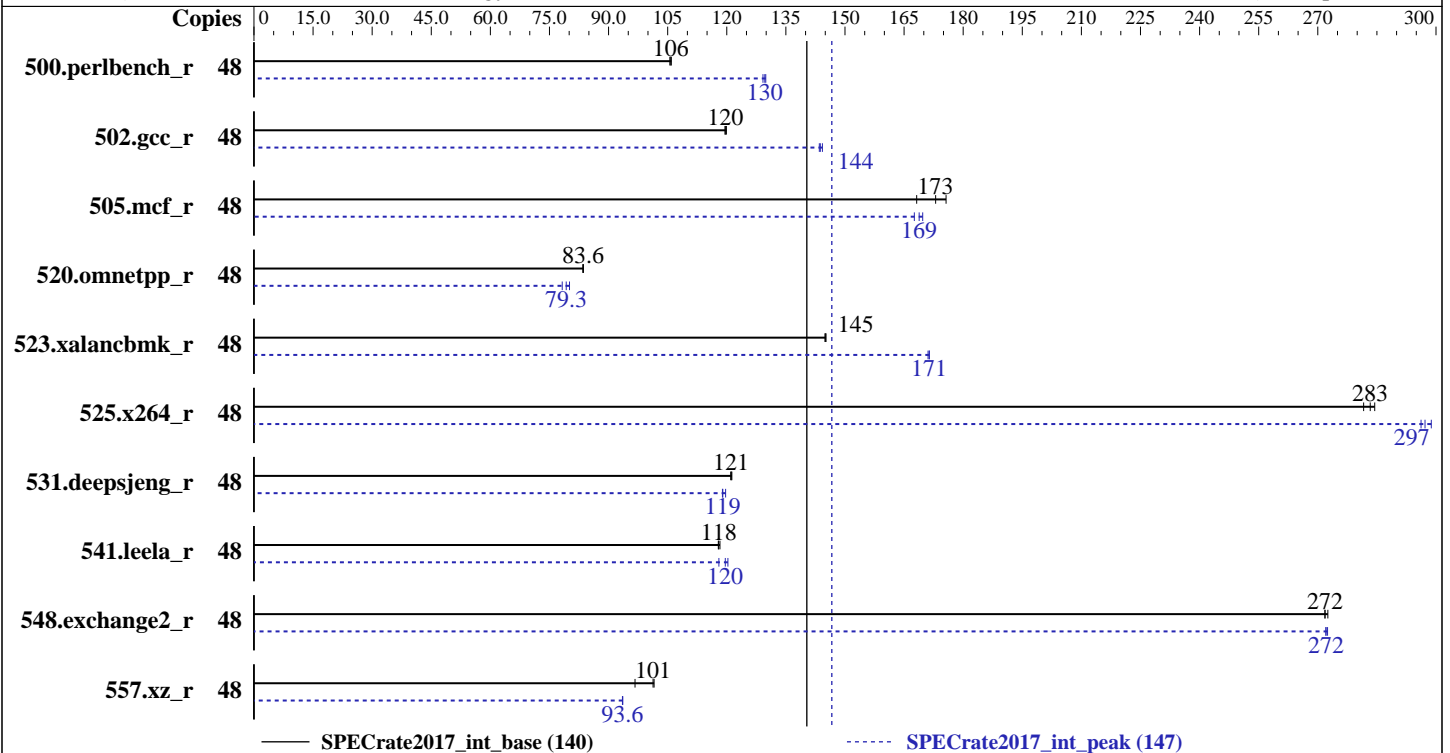 Copies 0 15.0 30.0 45.0 60.0 75.0 90.0 105 120 135 150 165 180 195 210 225 240 255 270 300
106
500.perlbench_r 48
130
120
502.gcc_r 48
144
173
505.mcf_r 48
169
83.6
520.omnetpp_r 48
79.3
145
523.xalancbmk_r 48
171
283
525.x264_r 48
297
121
531.deepsjeng_r 48
119
118
541.leela_r 48
120
272
548.exchange2_r 48
272
101
557.xz_r 48
93.6
SPECrate2017_int_base (140) SPECrate2017_int_peak (147)